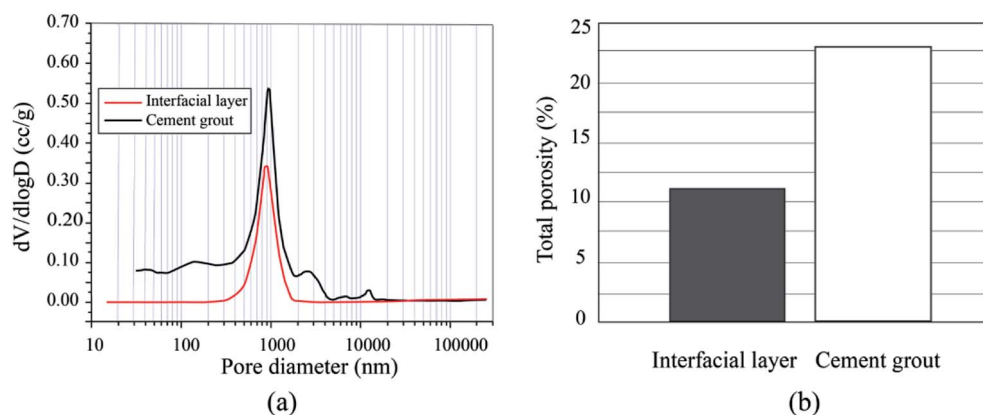 0.70
0.60
0.50
0.30
0.20
0.10
0.00
dV/dlogD (cc/g)
Interfacial layer
Cement grout
10
100
1000
10000
100000
Pore diameter (nm)
(a)
25
20
15
10
5
0
Total porosity (%)
Interfacial layer
Cement grout
(b)